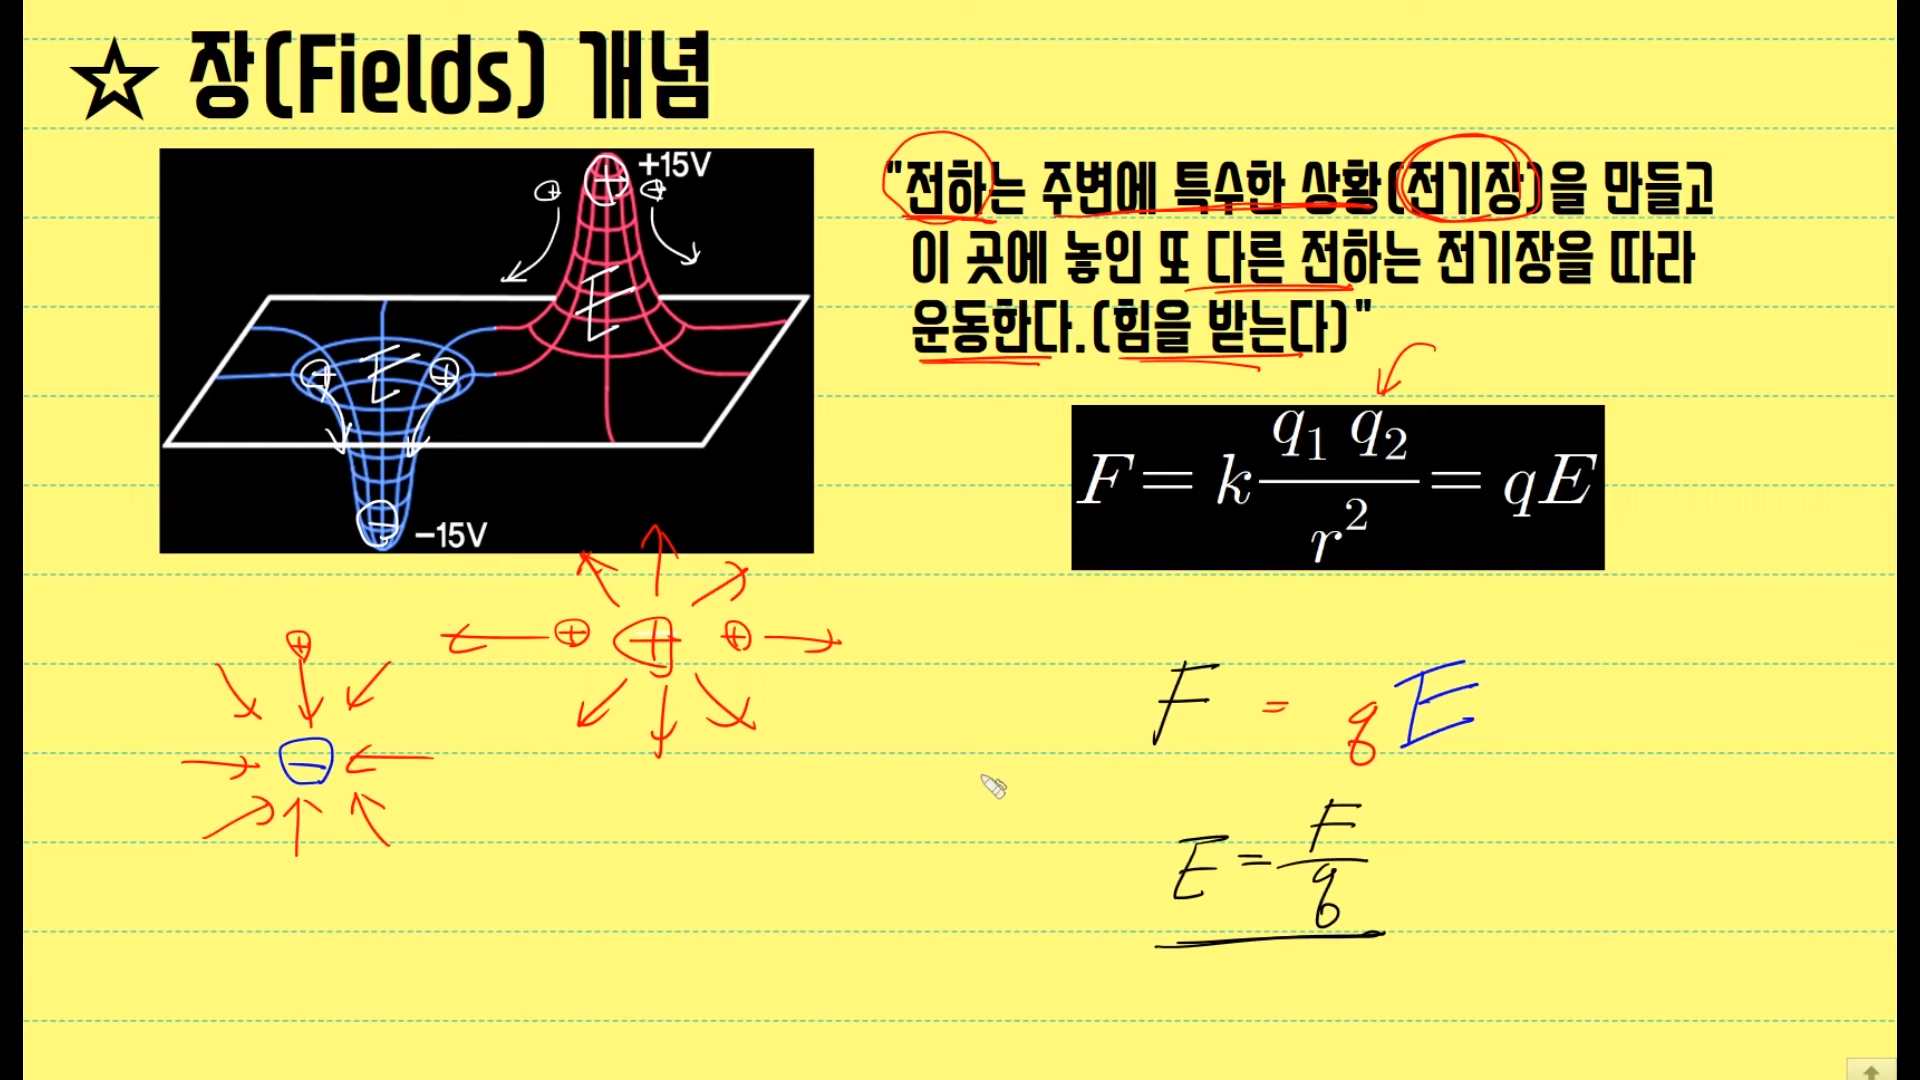 ☆ 장(Fields) 개념
+15V
E
E
-15V
"전하는 주변에 특수한 상황(전기장)을 만들고
이 곳에 놓인 또 다른 전하는 전기장을 따라
운동한다.(힘을 받는다)"
F = k q₁ q₂ / r² = qE
F = qE
E = F / q